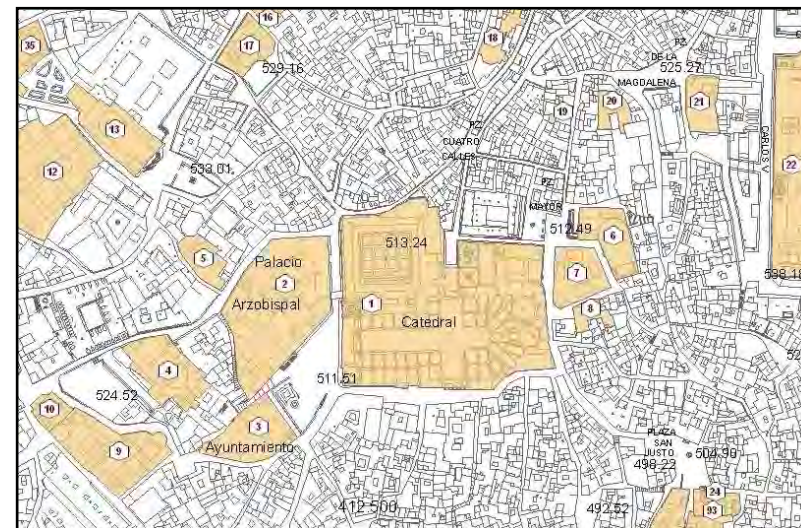 16
35
17
18
529.16
PZ
DE LA
525.27
MAGDALENA
20
21
19
13
PZ
CUATRO
CALLES
CARLOS V
12
533.01
22
PZ
MAYOR
512.49
6
5
513.24
Palacio
2
Arzobispal
7
538.18
1
Catedral
8
4
511.51
524.52
10
3
9
Ayuntamiento
PLAZA
SAN
JUSTO
504.90
498.22
24
93
412.500
492.52